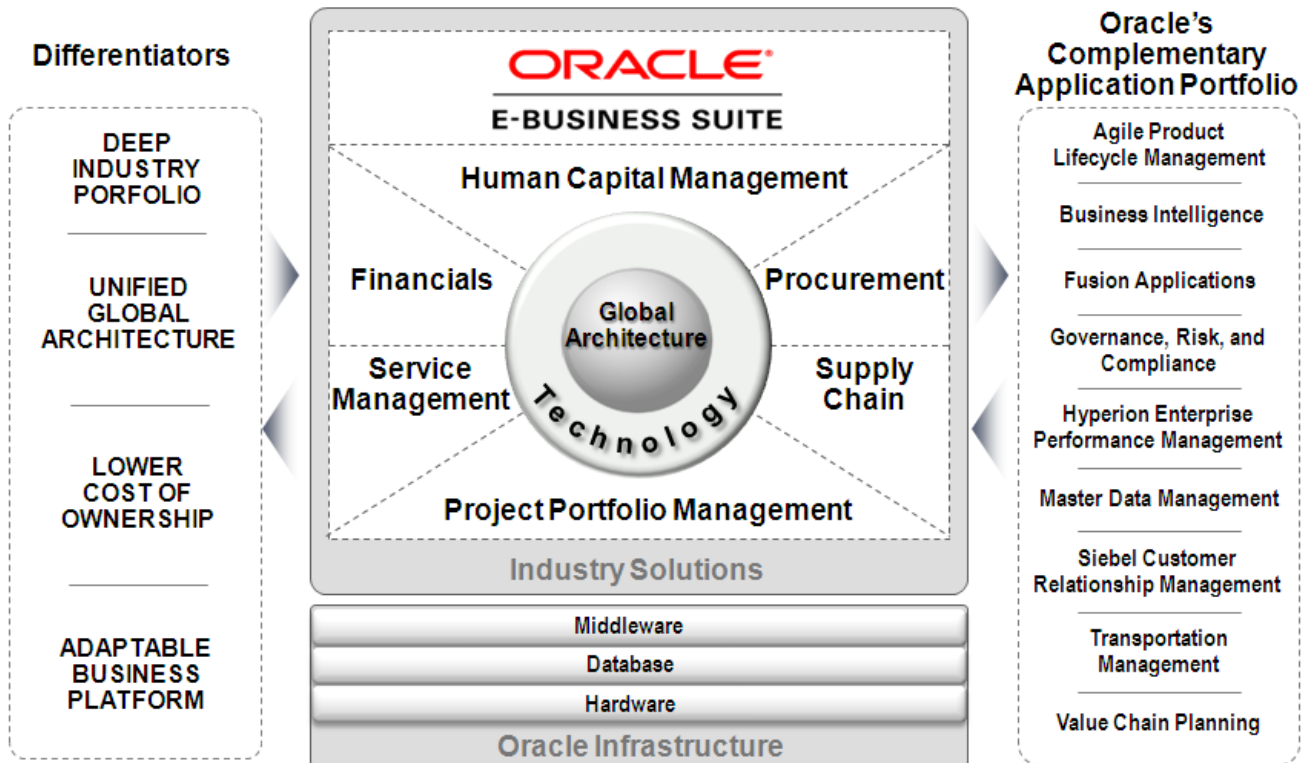 Differentiators
DEEP
INDUSTRY
PORFOLIO
UNIFIED
GLOBAL
ARCHITECTURE
LOWER
COST OF
OWNERSHIP
ADAPTABLE
BUSINESS
PLATFORM
ORACLE®
E-BUSINESS SUITE
Human Capital Management
Financials
Procurement
Global
Architecture
Technology
Service
Management
Supply
Chain
Project Portfolio Management
Industry Solutions
Middleware
Database
Hardware
Oracle Infrastructure
Oracle's
Complementary
Application Portfolio
Agile Product
Lifecycle Management
Business Intelligence
Fusion Applications
Governance, Risk, and
Compliance
Hyperion Enterprise
Performance Management
Master Data Management
Siebel Customer
Relationship Management
Transportation
Management
Value Chain Planning